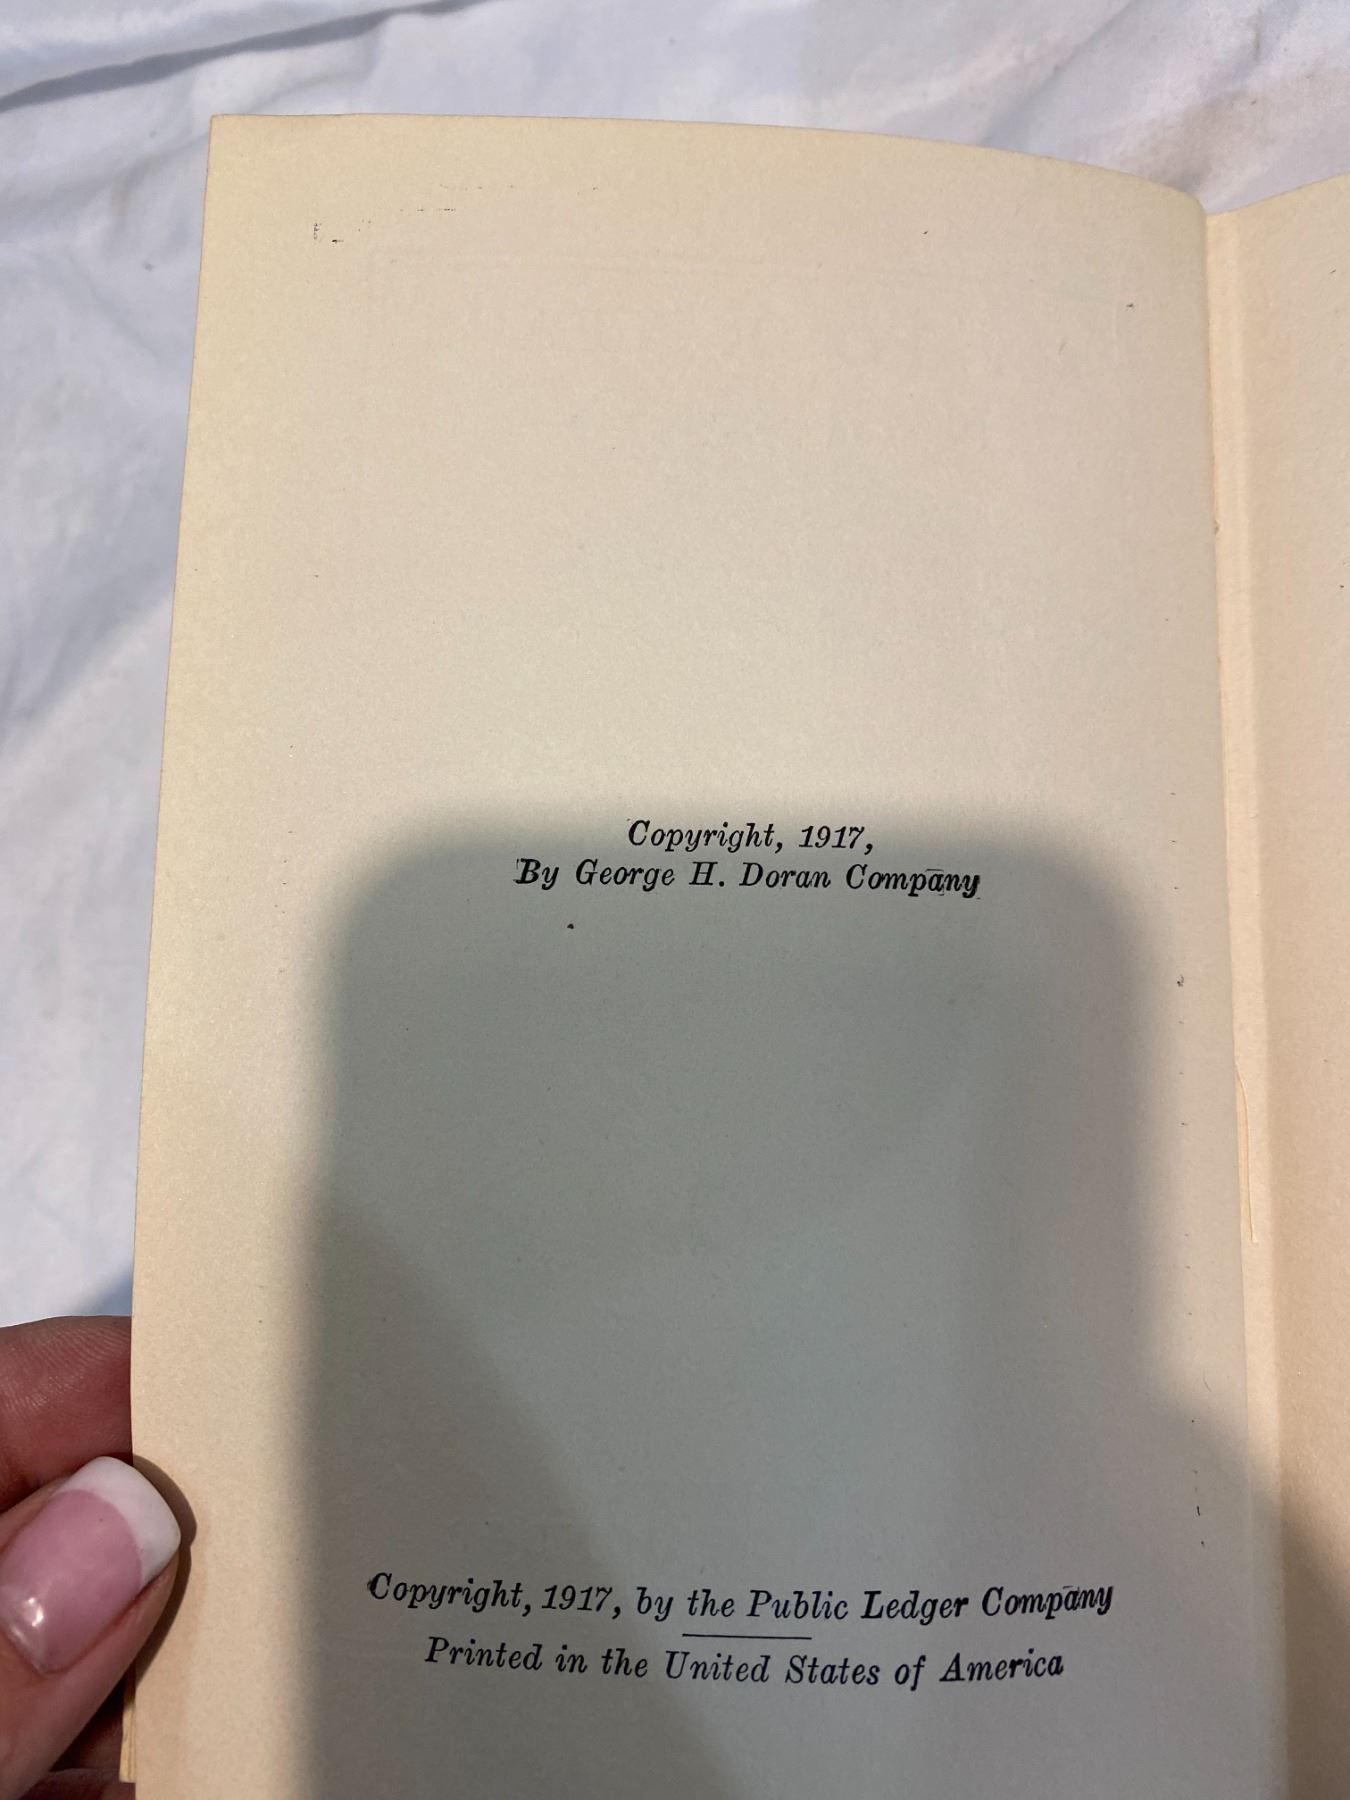 Copyright, 1917,
By George H. Doran Company
Copyright, 1917, by the Public Ledger Company
Printed in the United States of America